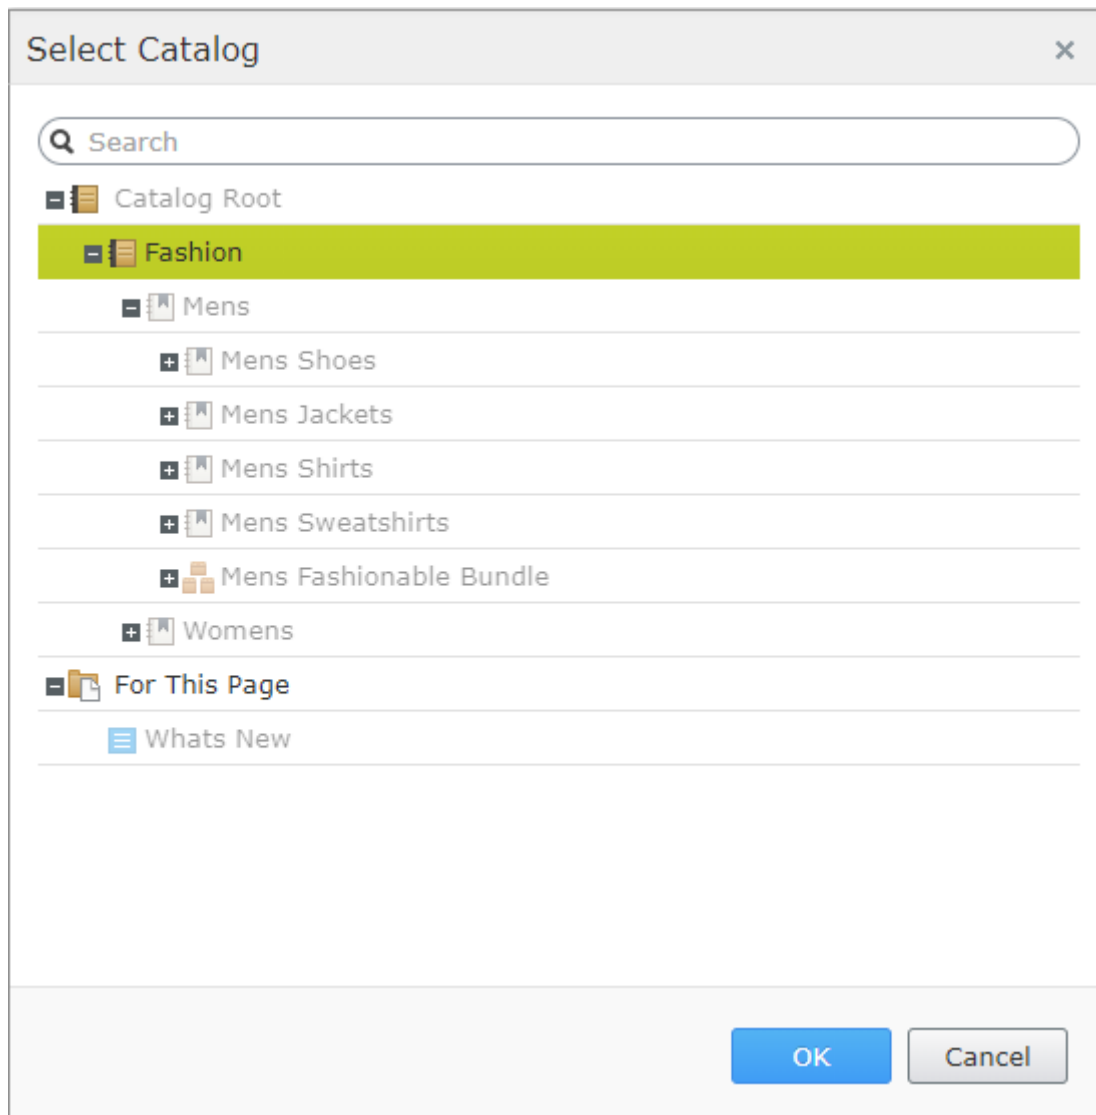 Select Catalog
Search
Catalog Root
Fashion
Mens
Mens Shoes
Mens Jackets
Mens Shirts
Mens Sweatshirts
Mens Fashionable Bundle
Womens
For This Page
Whats New
OK Cancel